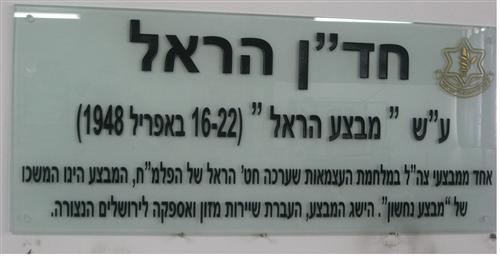 חד"ן הראל
ע"ש " מבצע הראל " (16-22 באפריל 1948)
אחד ממבצעי צה"ל במלחמת העצמאות שערכה חט' הראל של הפלמ"ח, המבצע הינו המשכו
של "מבצע נחשון". הישג המבצע, העברת שיירות מזון ואספקה לירושלים הנצורה.